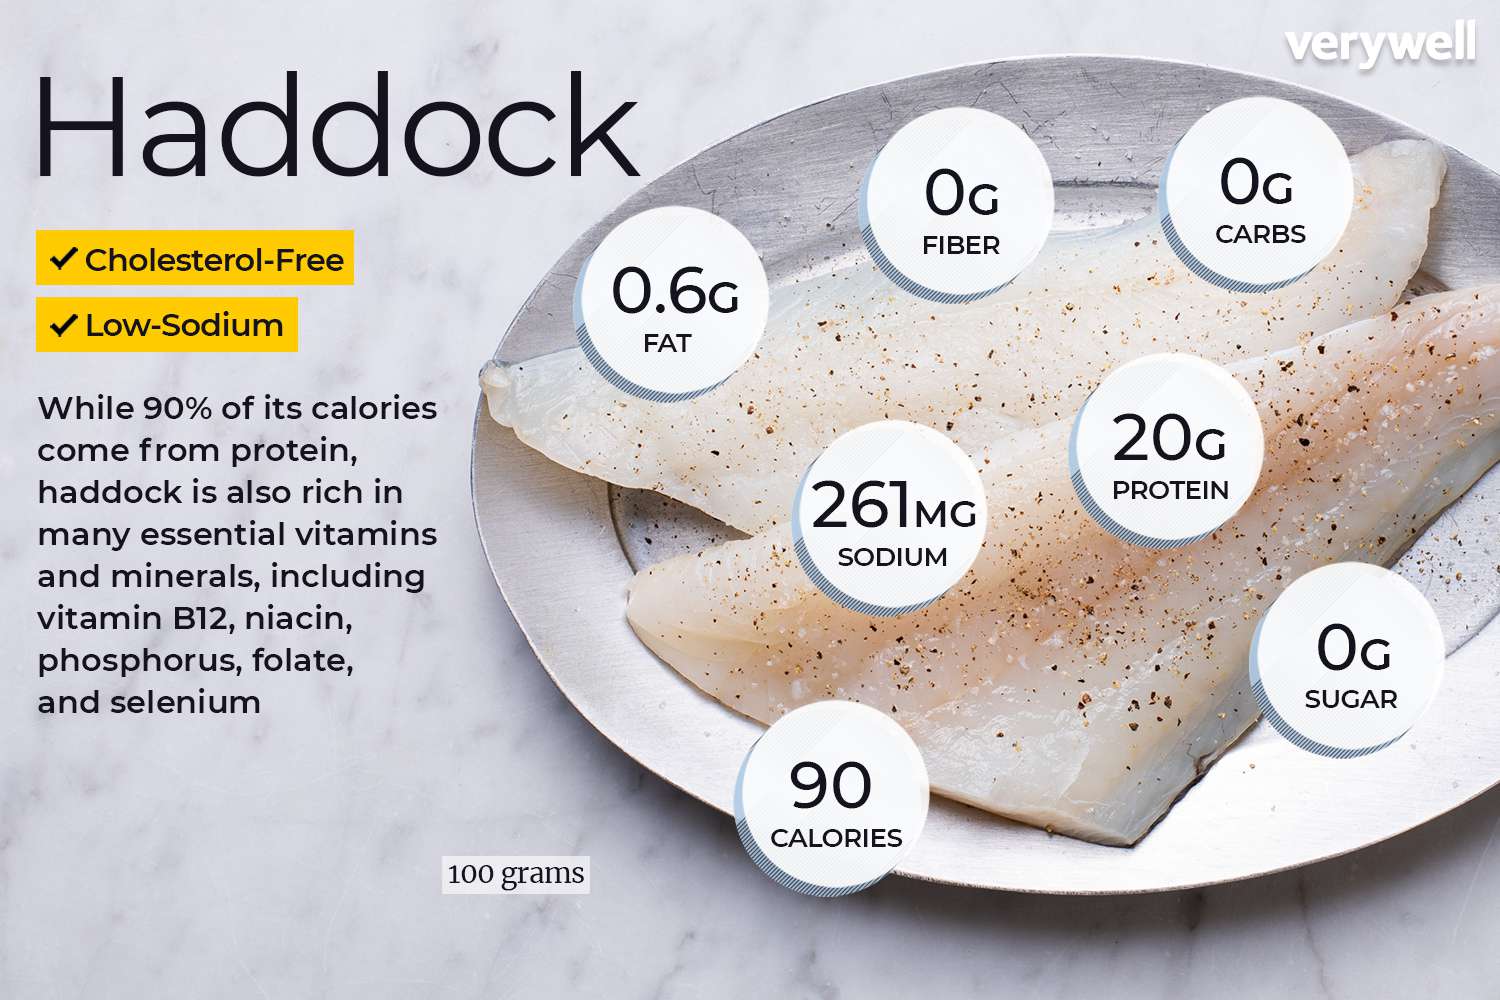 verywell
Haddock
Cholesterol-Free
Low-Sodium
While 90% of its calories
come from protein,
haddock is also rich in
many essential vitamins
and minerals, including
vitamin B12, niacin,
phosphorus, folate,
and selenium
0.6G
FAT
0G
FIBER
0G
CARBS
261MG
SODIUM
20G
PROTEIN
0G
SUGAR
90
CALORIES
100 grams